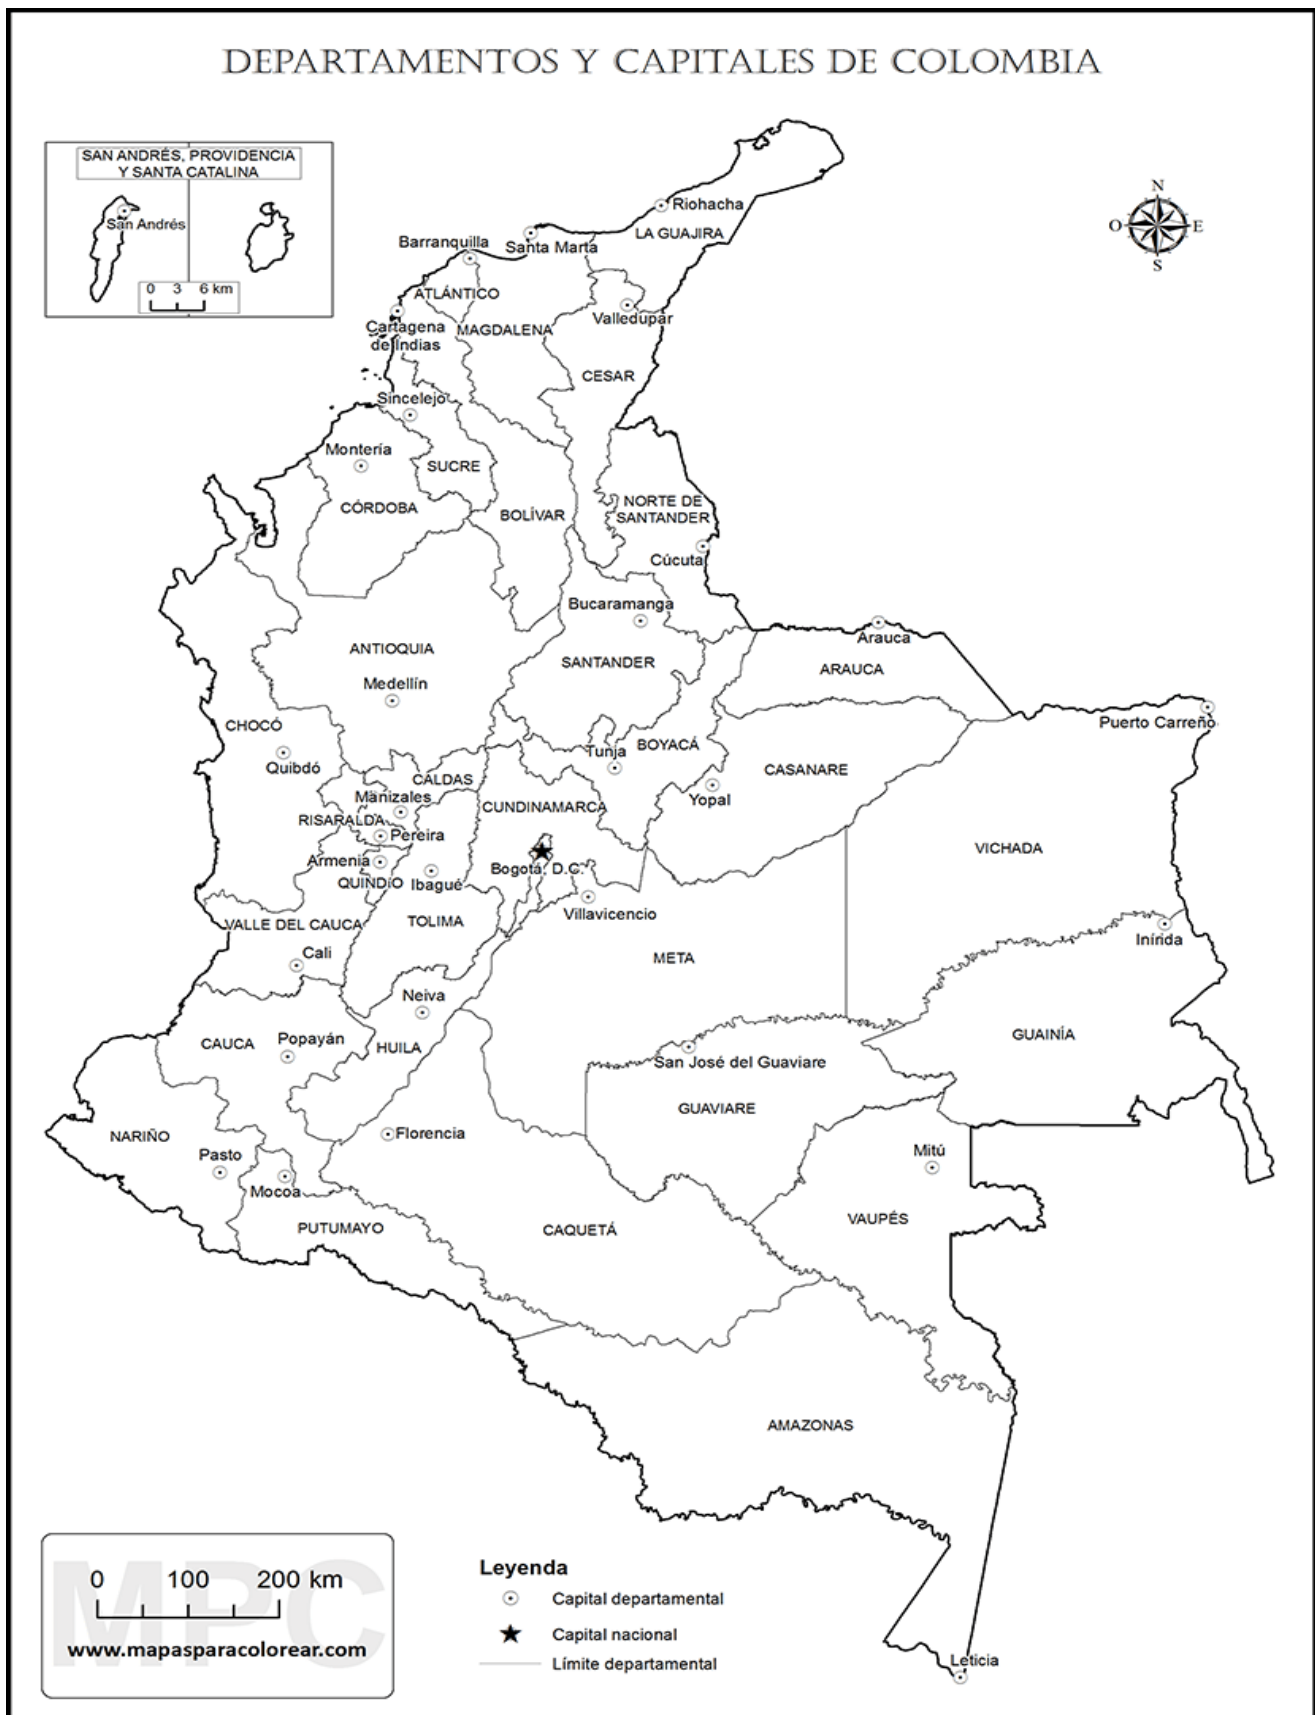 DEPARTAMENTOS Y CAPITALES DE COLOMBIA
SAN ANDRÉS, PROVIDENCIA
Y SANTA CATALINA
San Andrés
0 3 6 km
N
O E
S
Riohacha
LA GUAJIRA
Santa Marta
Barranquilla
ATLÁNTICO
Cartagena
de Indias
MAGDALENA
Valledupar
CESAR
Sincelejo
Montería
SUCRE
CÓRDOBA
BOLÍVAR
NORTE DE
SANTANDER
Cúcuta
Bucaramanga
SANTANDER
ANTIOQUIA
Medellín
Arauca
ARAUCA
Puerto Carreño
CHOCÓ
Quibdó
Tunja
BOYACÁ
CASANARE
Yopal
CALDAS
Manizales
CUNDINAMARCA
RISARALDA
Pereira
Armenia
QUINDÍO
Ibagué
Bogotá, D.C.
VICHADA
Villavicencio
TOLIMA
VALLE DEL CAUCA
Cali
META
Inírida
Neiva
GUAINÍA
CAUCA
Popayán
HUILA
San José del Guaviare
GUAVIARE
NARIÑO
Pasto
Florencia
Mocoa
Mitú
VAUPÉS
PUTUMAYO
CAQUETÁ
AMAZONAS
Leticia
MPC
0 100 200 km
www.mapasparacolorear.com
Leyenda
Capital departamental
Capital nacional
Límite departamental